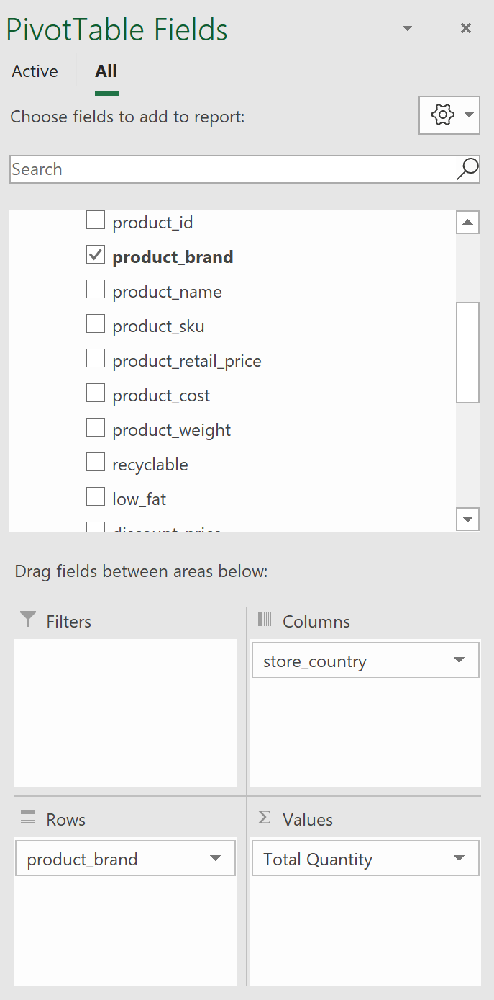 PivotTable Fields
Active All
Choose fields to add to report:
Search
product_id
product_brand
product_name
product_sku
product_retail_price
product_cost
product_weight
recyclable
low_fat
discount_price
Drag fields between areas below:
Filters
Columns
store_country
Rows
product_brand
Σ Values
Total Quantity